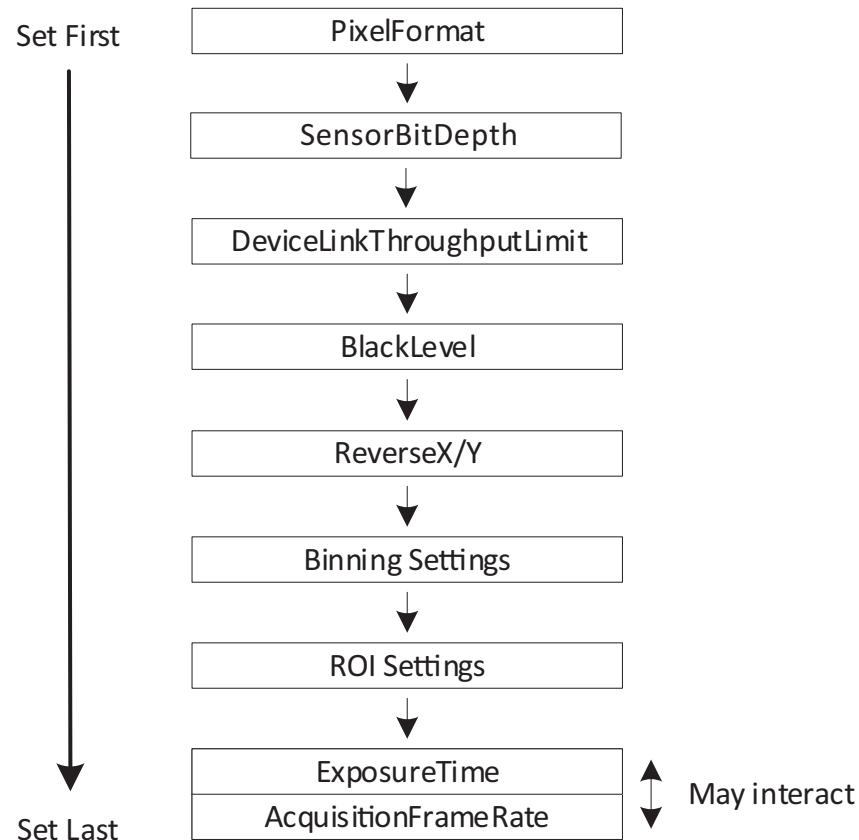 Set First
PixelFormat
SensorBitDepth
DeviceLinkThroughputLimit
BlackLevel
ReverseX/Y
Binning Settings
ROI Settings
ExposureTime
May interact
AcquisitionFrameRate
Set Last